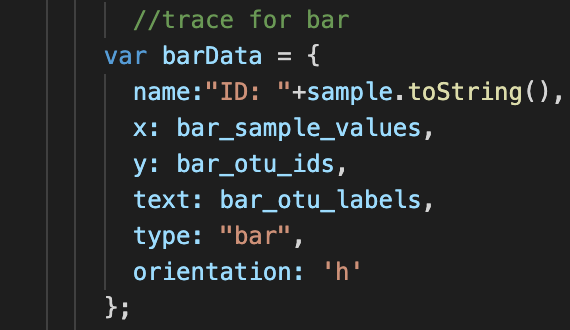 //trace for bar
var barData = {
name:"ID: "+sample.toString(),
x: bar_sample_values,
y: bar_otu_ids,
text: bar_otu_labels,
type: "bar",
orientation: 'h'
};